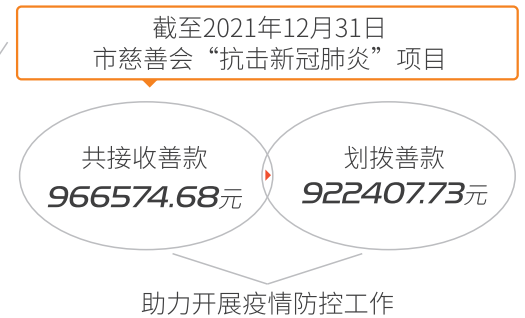 截至2021年12月31日
市慈善会“抗击新冠肺炎”项目
共接收善款
966574.68元
划拨善款
922407.73元
助力开展疫情防控工作